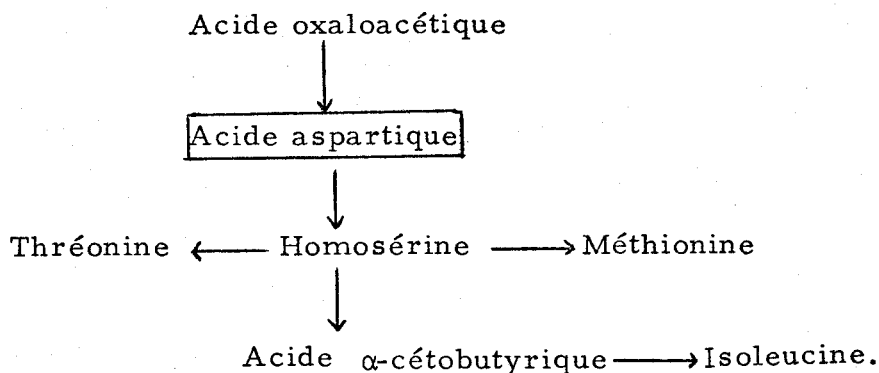 Acide oxaloacétique
Acide aspartique
Thréonine Homosérine Méthionine
Acide α-cétobutyrique Isoleucine.